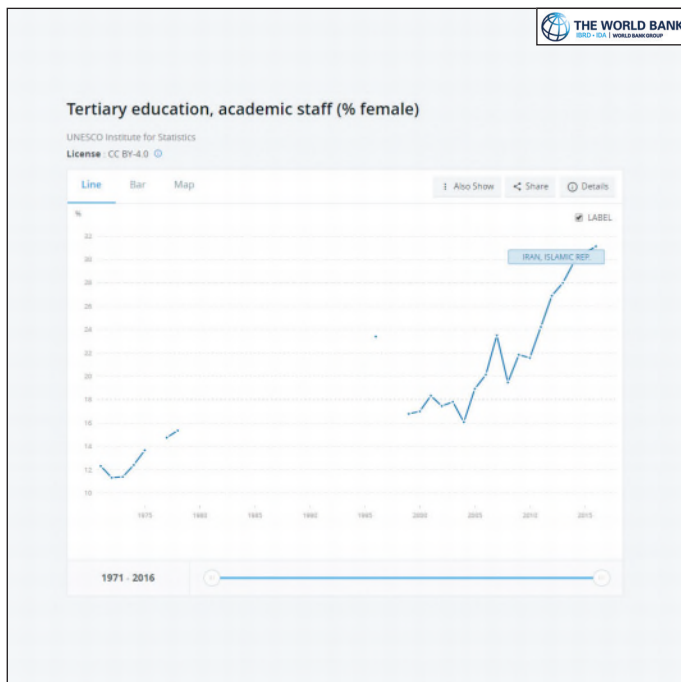 THE WORLD BANK
IBRD • IDA | WORLD BANK GROUP
Tertiary education, academic staff (% female)
UNESCO Institute for Statistics
License : CC BY-4.0
Line Bar Map Also Show Share Details
% LABEL
32
30
IRAN, ISLAMIC REP.
28
26
24
22
20
18
16
14
12
10
1975 1980 1985 1990 1995 2000 2005 2010 2015
1971 - 2016